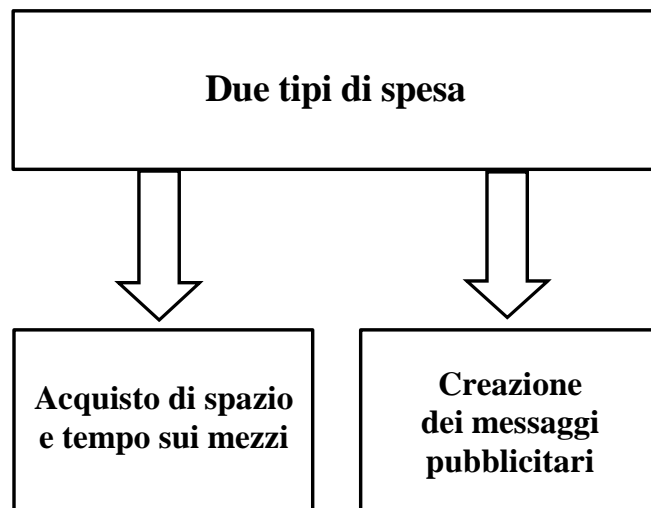 Due tipi di spesa
Acquisto di spazio
e tempo sui mezzi
Creazione
dei messaggi
pubblicitari